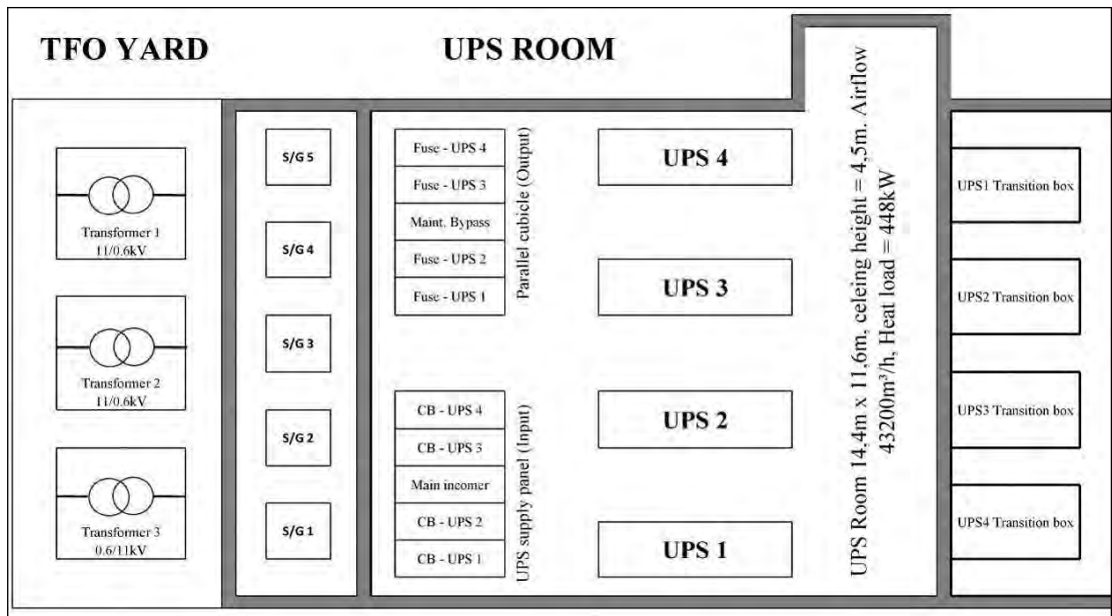 TFO YARD
UPS ROOM
Transformer 1
11/0.6kV
Transformer 2
11/0.6kV
Transformer 3
0.6/11kV
S/G 5
S/G 4
S/G 3
S/G 2
S/G 1
Fuse - UPS 4
Fuse - UPS 3
Maint. Bypass
Fuse - UPS 2
Fuse - UPS 1
Parallel cubicle (Output)
CB - UPS 4
CB - UPS 3
Main incomer
CB - UPS 2
CB - UPS 1
UPS supply panel (Input)
UPS 4
UPS 3
UPS 2
UPS 1
UPS Room 14,4m x 11,6m, celeing height = 4,5m. Airflow
43200m³/h, Heat load = 448kW
UPS1 Transition box
UPS2 Transition box
UPS3 Transition box
UPS4 Transition box